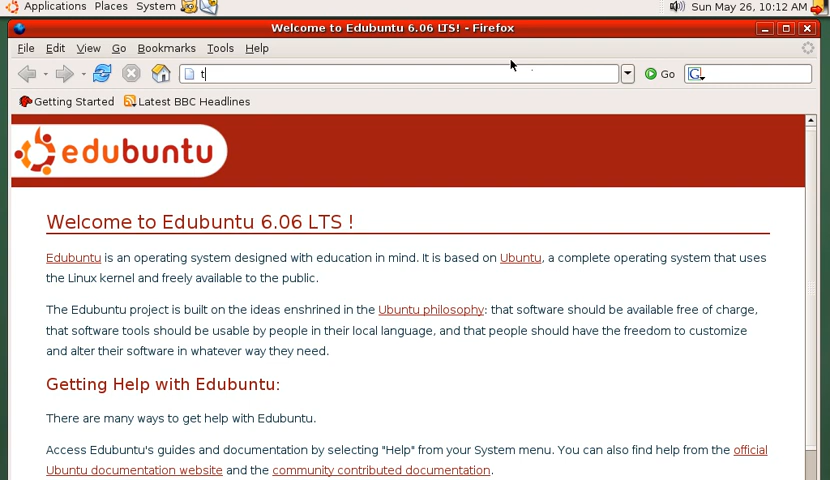 Applications Places System Sun May 26, 10:12 AM
Welcome to Edubuntu 6.06 LTS! - Firefox
File Edit View Go Bookmarks Tools Help
t Go G
Getting Started Latest BBC Headlines
edubuntu
Welcome to Edubuntu 6.06 LTS !
Edubuntu is an operating system designed with education in mind. It is based on Ubuntu, a complete operating system that uses
the Linux kernel and freely available to the public.
The Edubuntu project is built on the ideas enshrined in the Ubuntu philosophy: that software should be available free of charge,
that software tools should be usable by people in their local language, and that people should have the freedom to customize
and alter their software in whatever way they need.
Getting Help with Edubuntu:
There are many ways to get help with Edubuntu.
Access Edubuntu's guides and documentation by selecting "Help" from your System menu. You can also find help from the official
Ubuntu documentation website and the community contributed documentation.